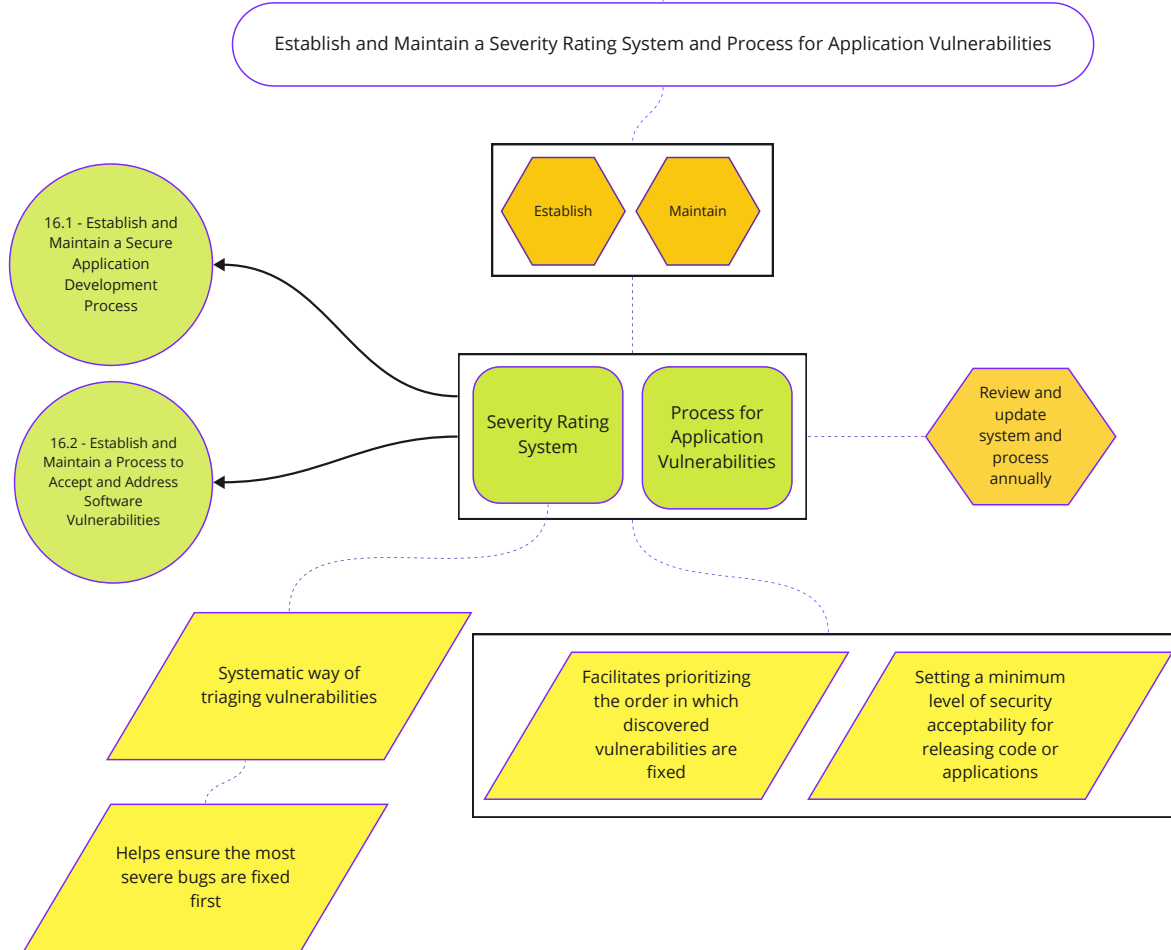 Establish and Maintain a Severity Rating System and Process for Application Vulnerabilities
Establish
Maintain
16.1 - Establish and
Maintain a Secure
Application
Development
Process
16.2 - Establish and
Maintain a Process to
Accept and Address
Software
Vulnerabilities
Severity Rating
System
Process for
Application
Vulnerabilities
Review and
update
system and
process
annually
Systematic way of
triaging vulnerabilities
Facilitates prioritizing
the order in which
discovered
vulnerabilities are
fixed
Setting a minimum
level of security
acceptability for
releasing code or
applications
Helps ensure the most
severe bugs are fixed
first